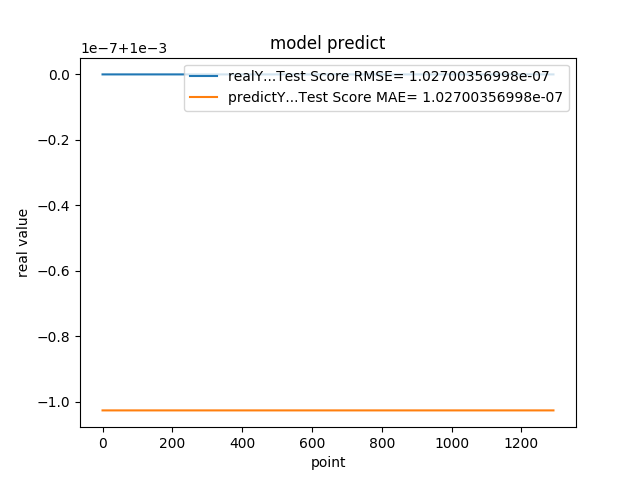 model predict
1e−7+1e−3
realY...Test Score RMSE= 1.02700356998e-07
predictY...Test Score MAE= 1.02700356998e-07
0.0
−0.2
−0.4
−0.6
−0.8
−1.0
real value
0 200 400 600 800 1000 1200
point